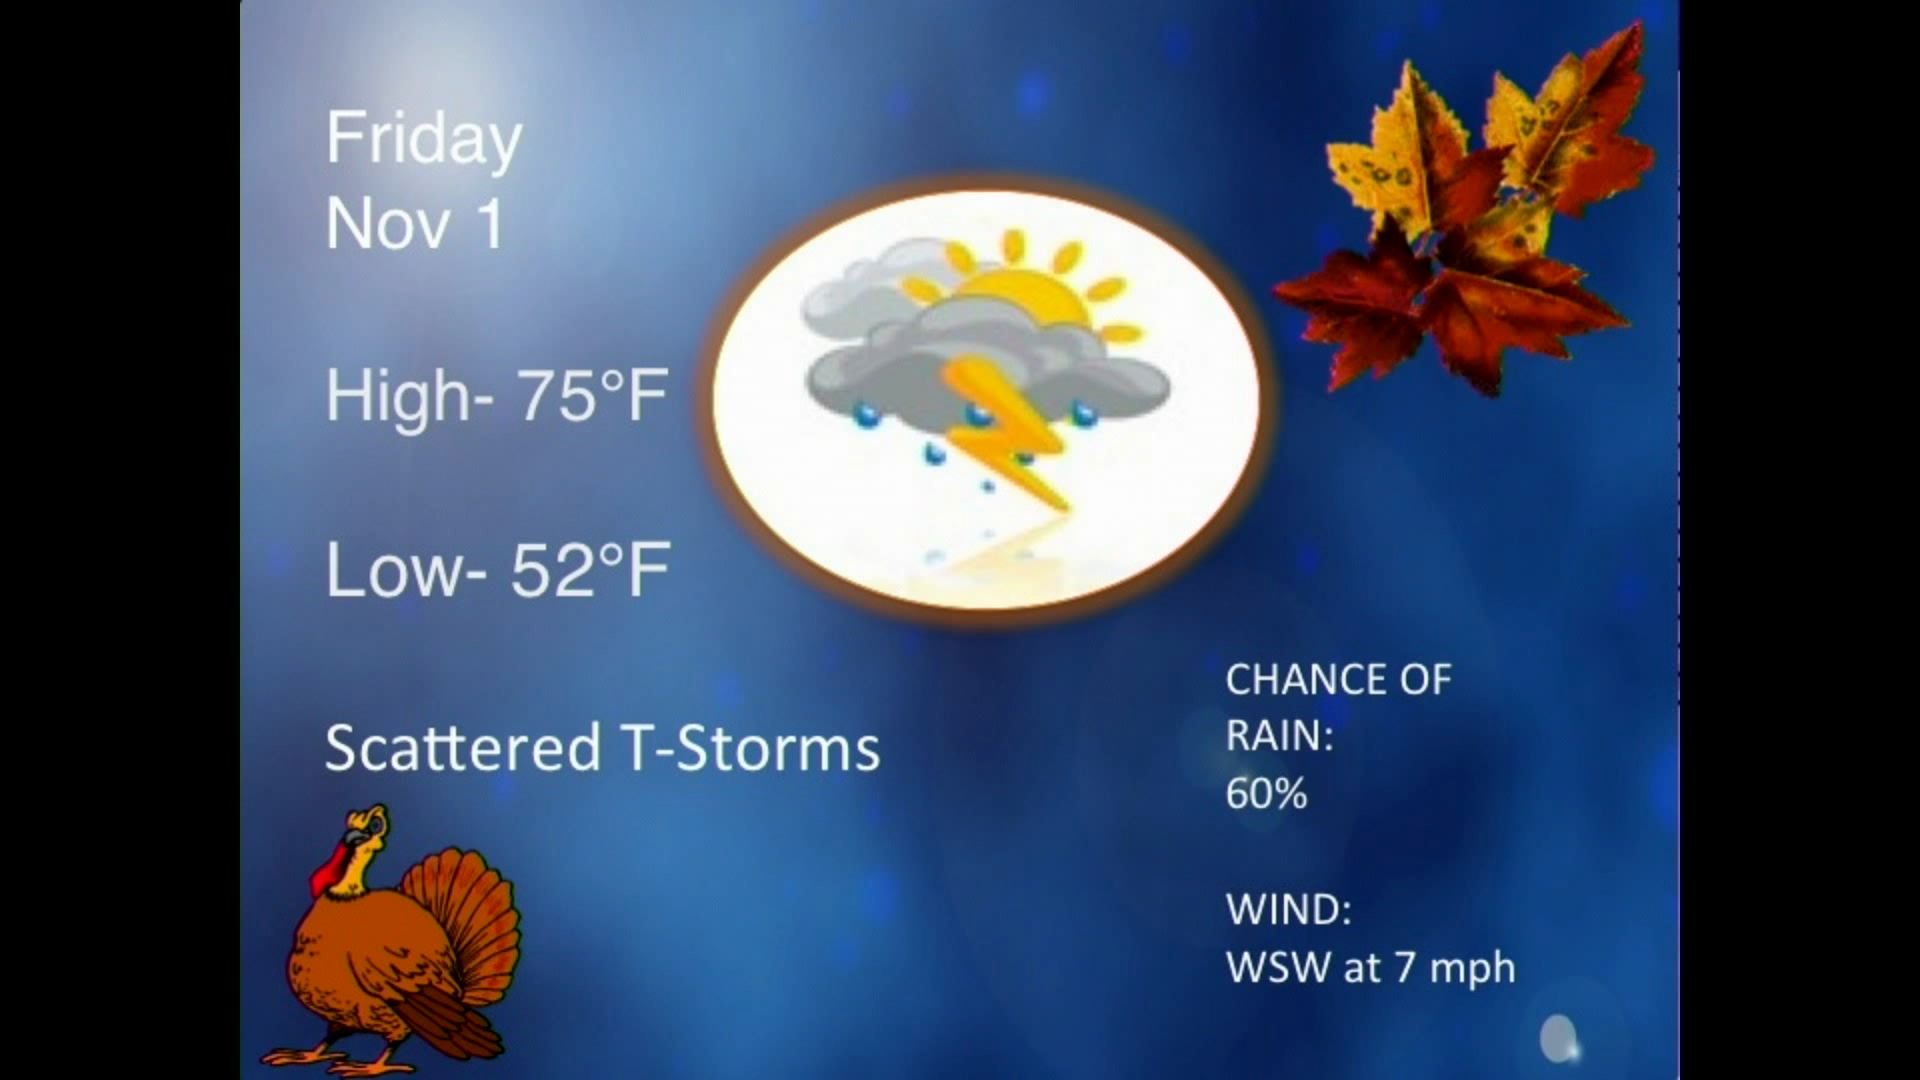 Friday
Nov 1
High- 75°F
Low- 52°F
Scattered T-Storms
CHANCE OF
RAIN:
60%
WIND:
WSW at 7 mph